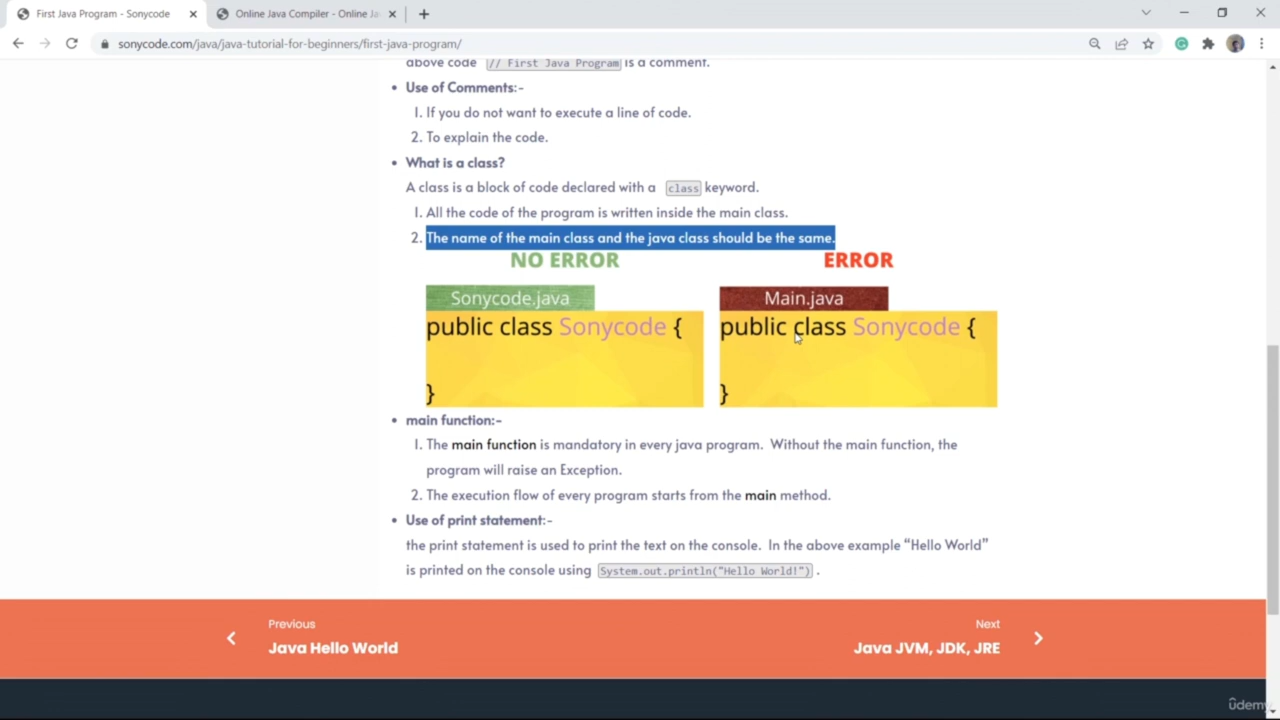 First Java Program - Sonycode
Online Java Compiler - Online Ja
sonycode.com/java/java-tutorial-for-beginners/first-java-program/
above code // First Java Program is a comment.
Use of Comments:-
1. If you do not want to execute a line of code.
2. To explain the code.
What is a class?
A class is a block of code declared with a class keyword.
1. All the code of the program is written inside the main class.
2. The name of the main class and the java class should be the same.
NO ERROR
ERROR
Sonycode.java
Main.java
public class Sonycode {
public class Sonycode {
}
}
main function:-
1. The main function is mandatory in every java program. Without the main function, the
program will raise an Exception.
2. The execution flow of every program starts from the main method.
Use of print statement:-
the print statement is used to print the text on the console. In the above example “Hello World”
is printed on the console using System.out.println("Hello World!") .
Previous
Next
Java Hello World
Java JVM, JDK, JRE
ûdemy